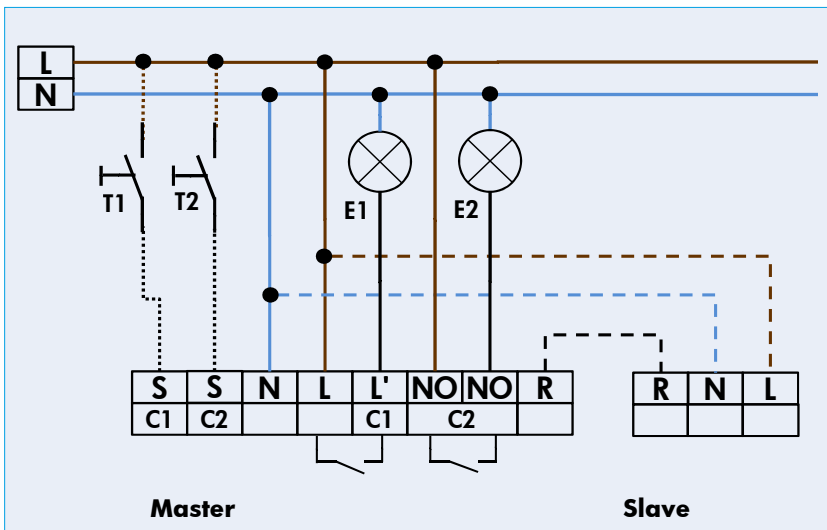 L
N
T1 T2 E1 E2
S S N L L' NO NO R
C1 C2 C1 C2
R N L
Master Slave